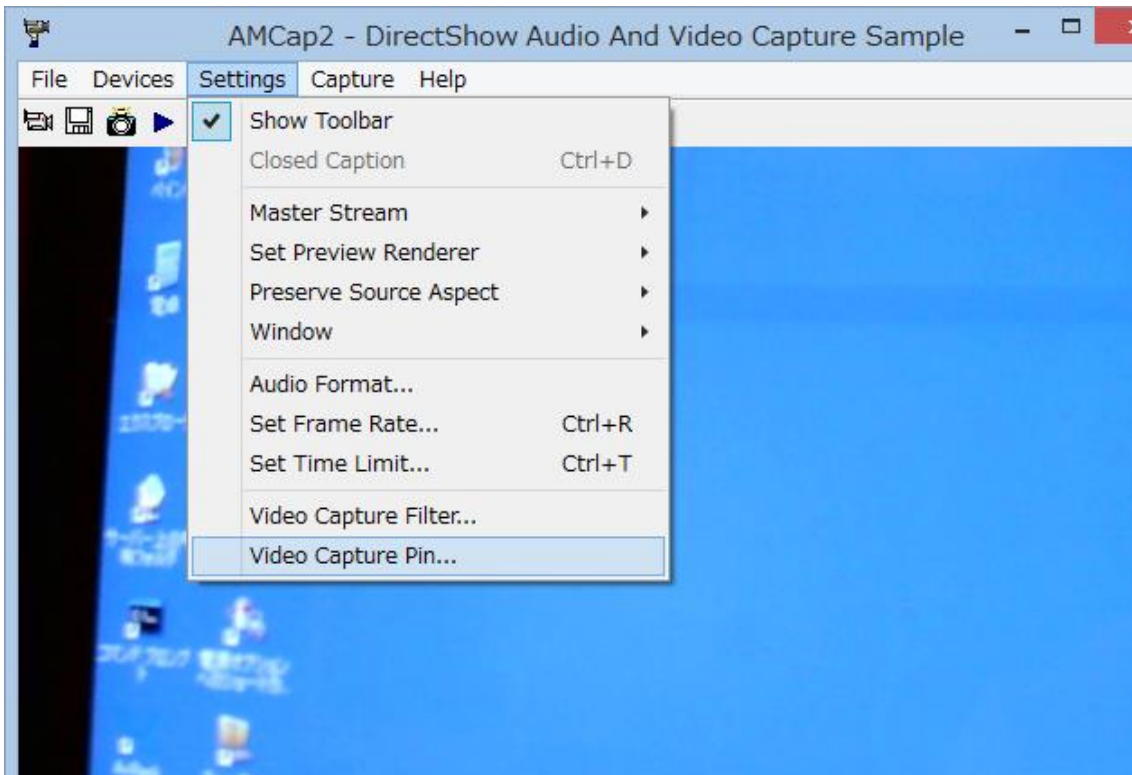 AMCap2 - DirectShow Audio And Video Capture Sample
File Devices Settings Capture Help
Show Toolbar
Closed Caption Ctrl+D
Master Stream
Set Preview Renderer
Preserve Source Aspect
Window
Audio Format...
Set Frame Rate... Ctrl+R
Set Time Limit... Ctrl+T
Video Capture Filter...
Video Capture Pin...